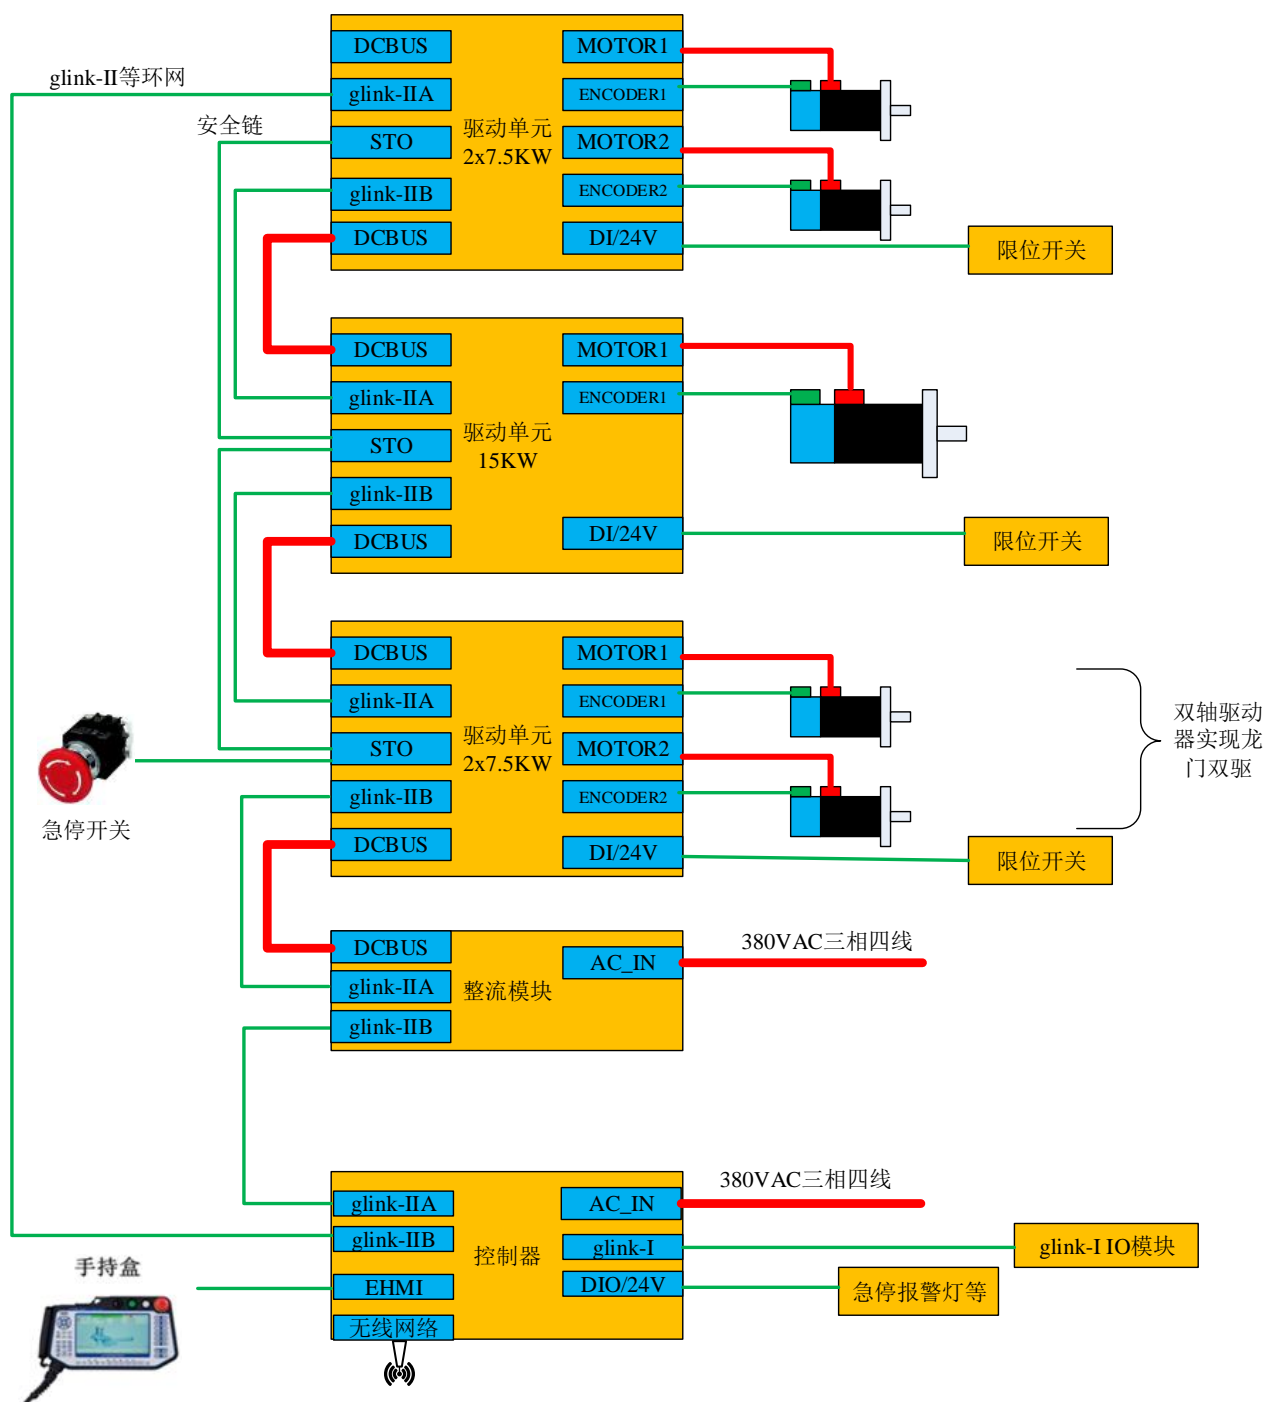 glink-II等环网
安全链
DCBUS
glink-IIA
STO
glink-IIB
DCBUS
驱动单元
2x7.5KW
MOTOR1
ENCODER1
MOTOR2
ENCODER2
DI/24V
限位开关
DCBUS
glink-IIA
STO
glink-IIB
DCBUS
驱动单元
15KW
MOTOR1
ENCODER1
DI/24V
限位开关
DCBUS
glink-IIA
STO
glink-IIB
DCBUS
驱动单元
2x7.5KW
MOTOR1
ENCODER1
MOTOR2
ENCODER2
DI/24V
限位开关
双轴驱动
器实现龙
门双驱
急停开关
DCBUS
glink-IIA
glink-IIB
整流模块
AC_IN
380VAC三相四线
glink-IIA
glink-IIB
EHMI
无线网络
控制器
AC_IN
glink-I
DIO/24V
380VAC三相四线
glink-I IO模块
急停报警灯等
手持盒